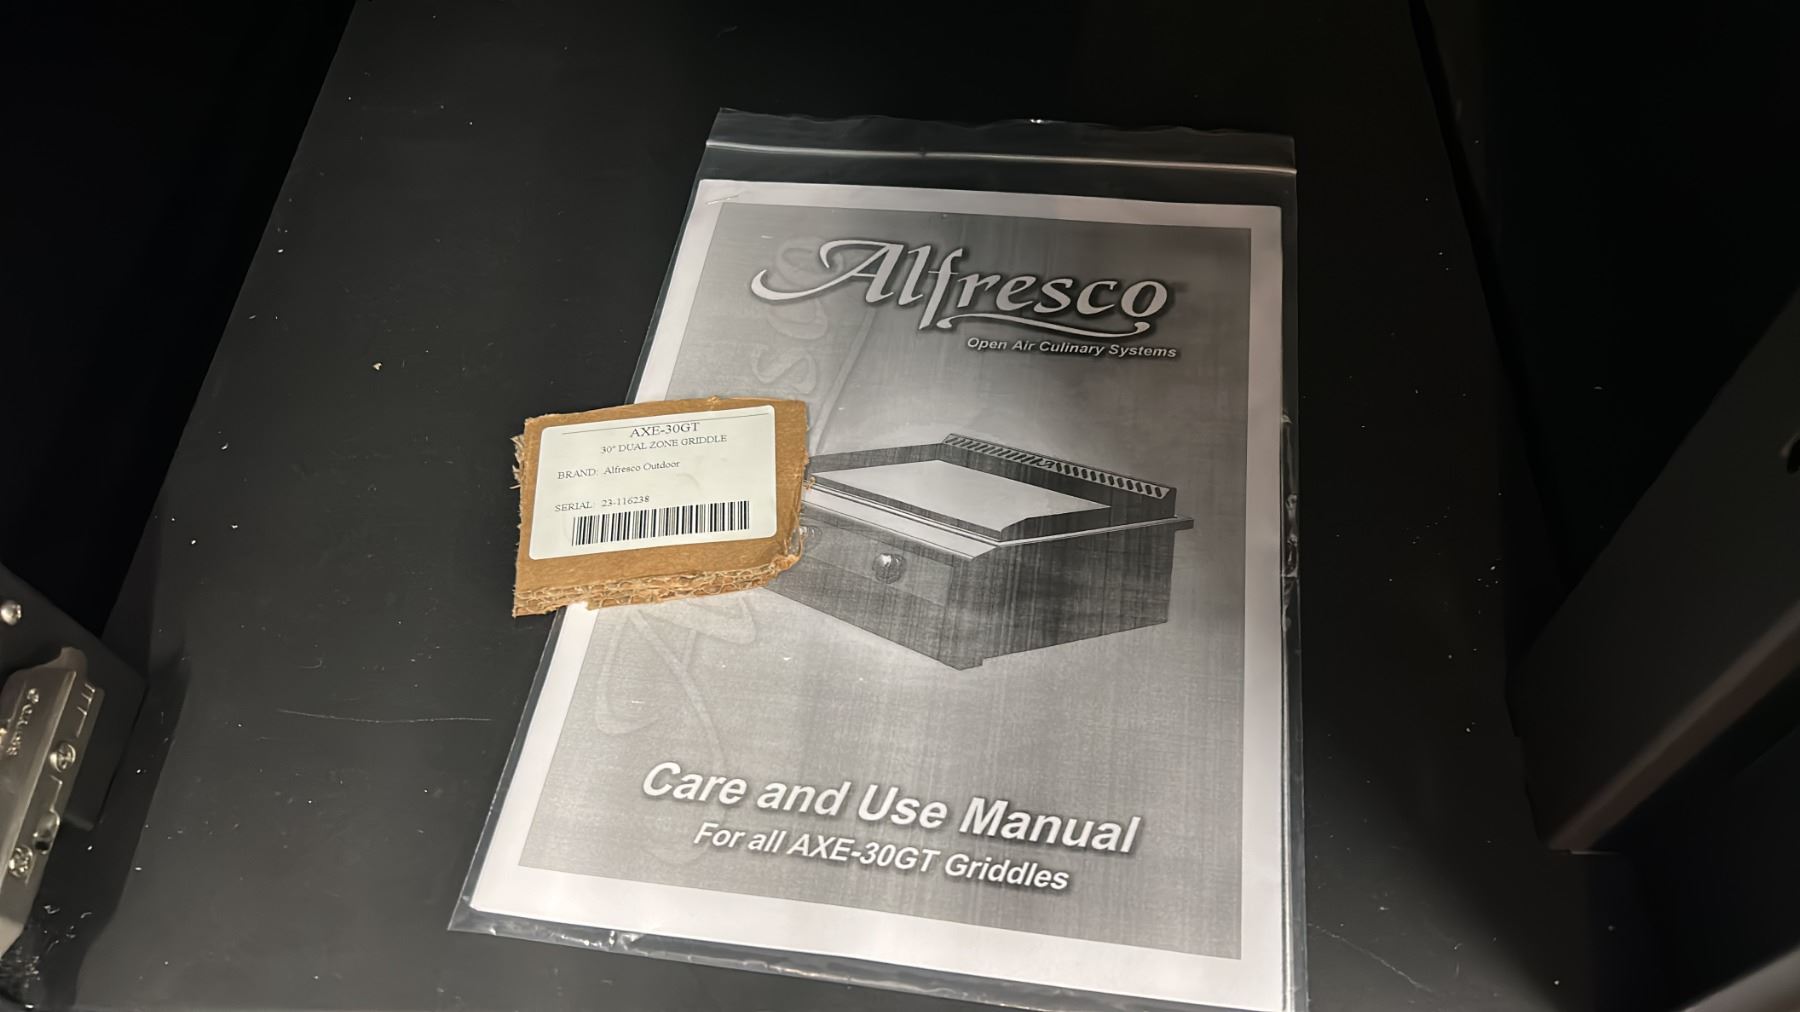 Alfresco
Open Air Culinary Systems
AXE-30GT
30" DUAL ZONE GRIDDLE
BRAND: Alfresco Outdoor
SERIAL: 23-116238
Care and Use Manual
For all AXE-30GT Griddles